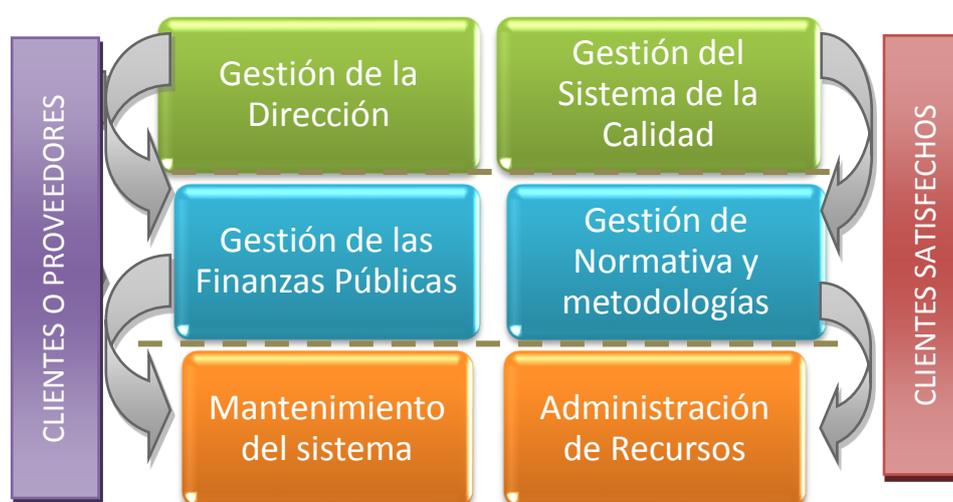 CLIENTES O PROVEEDORES
Gestión de la
Dirección
Gestión del
Sistema de la
Calidad
Gestión de las
Finanzas Públicas
Gestión de
Normativa y
metodologías
Mantenimiento
del sistema
Administración
de Recursos
CLIENTES SATISFECHOS